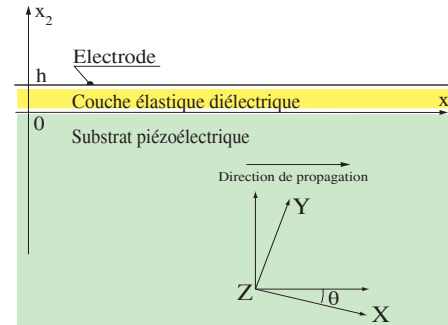 x2
Electrode
h
Couche élastique diélectrique
x
0
Substrat piézoélectrique
Direction de propagation
Y
Z
θ
X